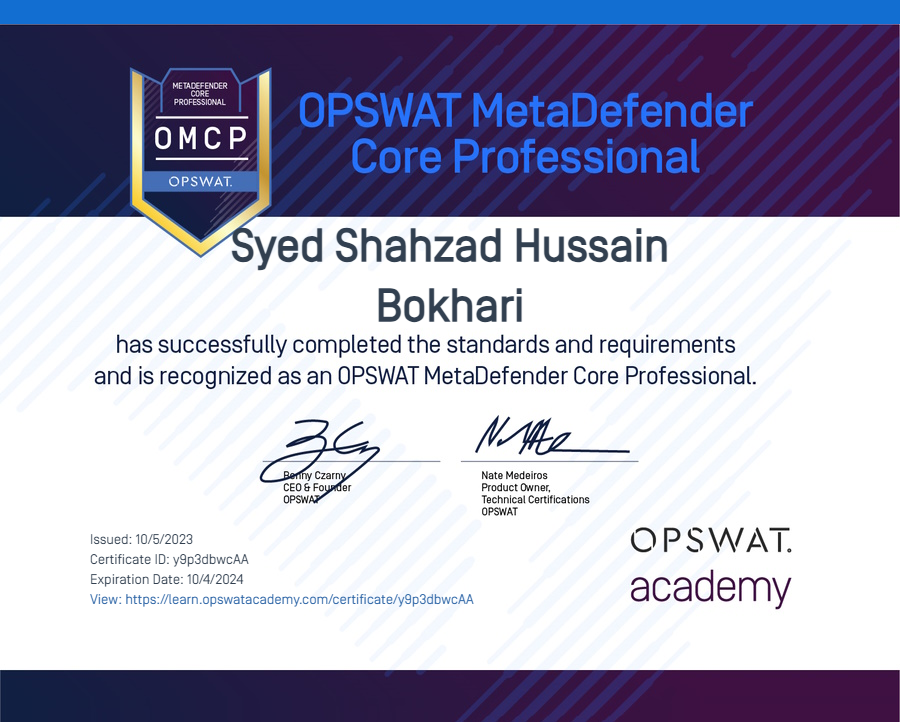 METADEFENDER
CORE
PROFESSIONAL
OMCP
OPSWAT.
OPSWAT MetaDefender
Core Professional
Syed Shahzad Hussain
Bokhari
has successfully completed the standards and requirements
and is recognized as an OPSWAT MetaDefender Core Professional.
Benny Czarny
CEO & Founder
OPSWAT
Nate Medeiros
Product Owner,
Technical Certifications
OPSWAT
Issued: 10/5/2023
Certificate ID: y9p3dbwcAA
Expiration Date: 10/4/2024
View: https://learn.opswatacademy.com/certificate/y9p3dbwcAA
OPSWAT.
academy